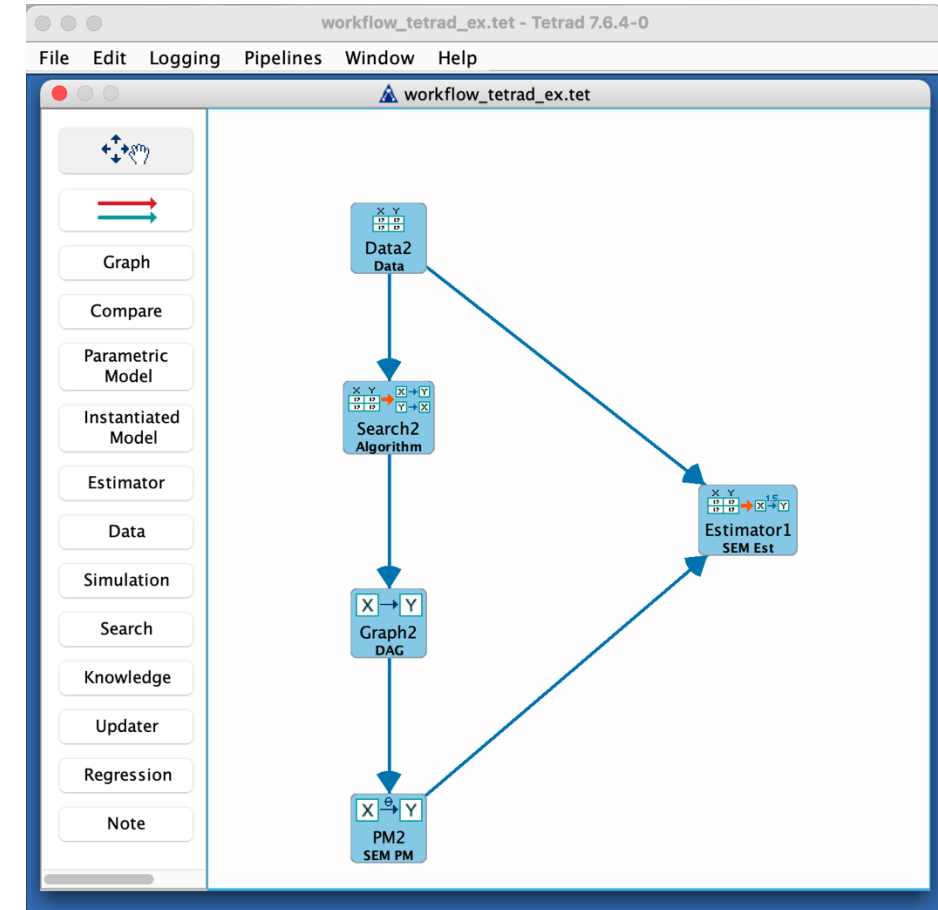 workflow_tetrad_ex.tet - Tetrad 7.6.4-0
File Edit Logging Pipelines Window Help
workflow_tetrad_ex.tet
Graph
Compare
Parametric
Model
Instantiated
Model
Estimator
Data
Simulation
Search
Knowledge
Updater
Regression
Note
X Y
Data2
Data
X Y
X Y
Y X
Search2
Algorithm
X Y
Graph2
DAG
X Y
PM2
SEM PM
X Y
X 1.5 Y
Estimator1
SEM Est